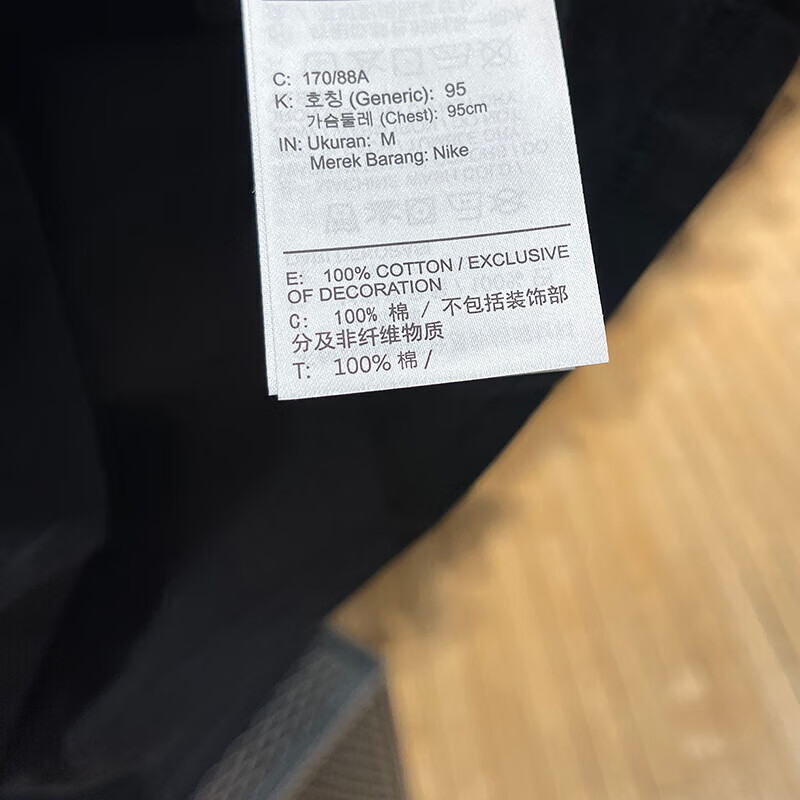 C: 170/88A
K: 호칭 (Generic): 95
가슴둘레 (Chest): 95cm
IN: Ukuran: M
Merek Barang: Nike
E: 100% COTTON / EXCLUSIVE
OF DECORATION
C: 100% 棉 / 不包括装饰部
分及非纤维物质
T: 100% 棉 /